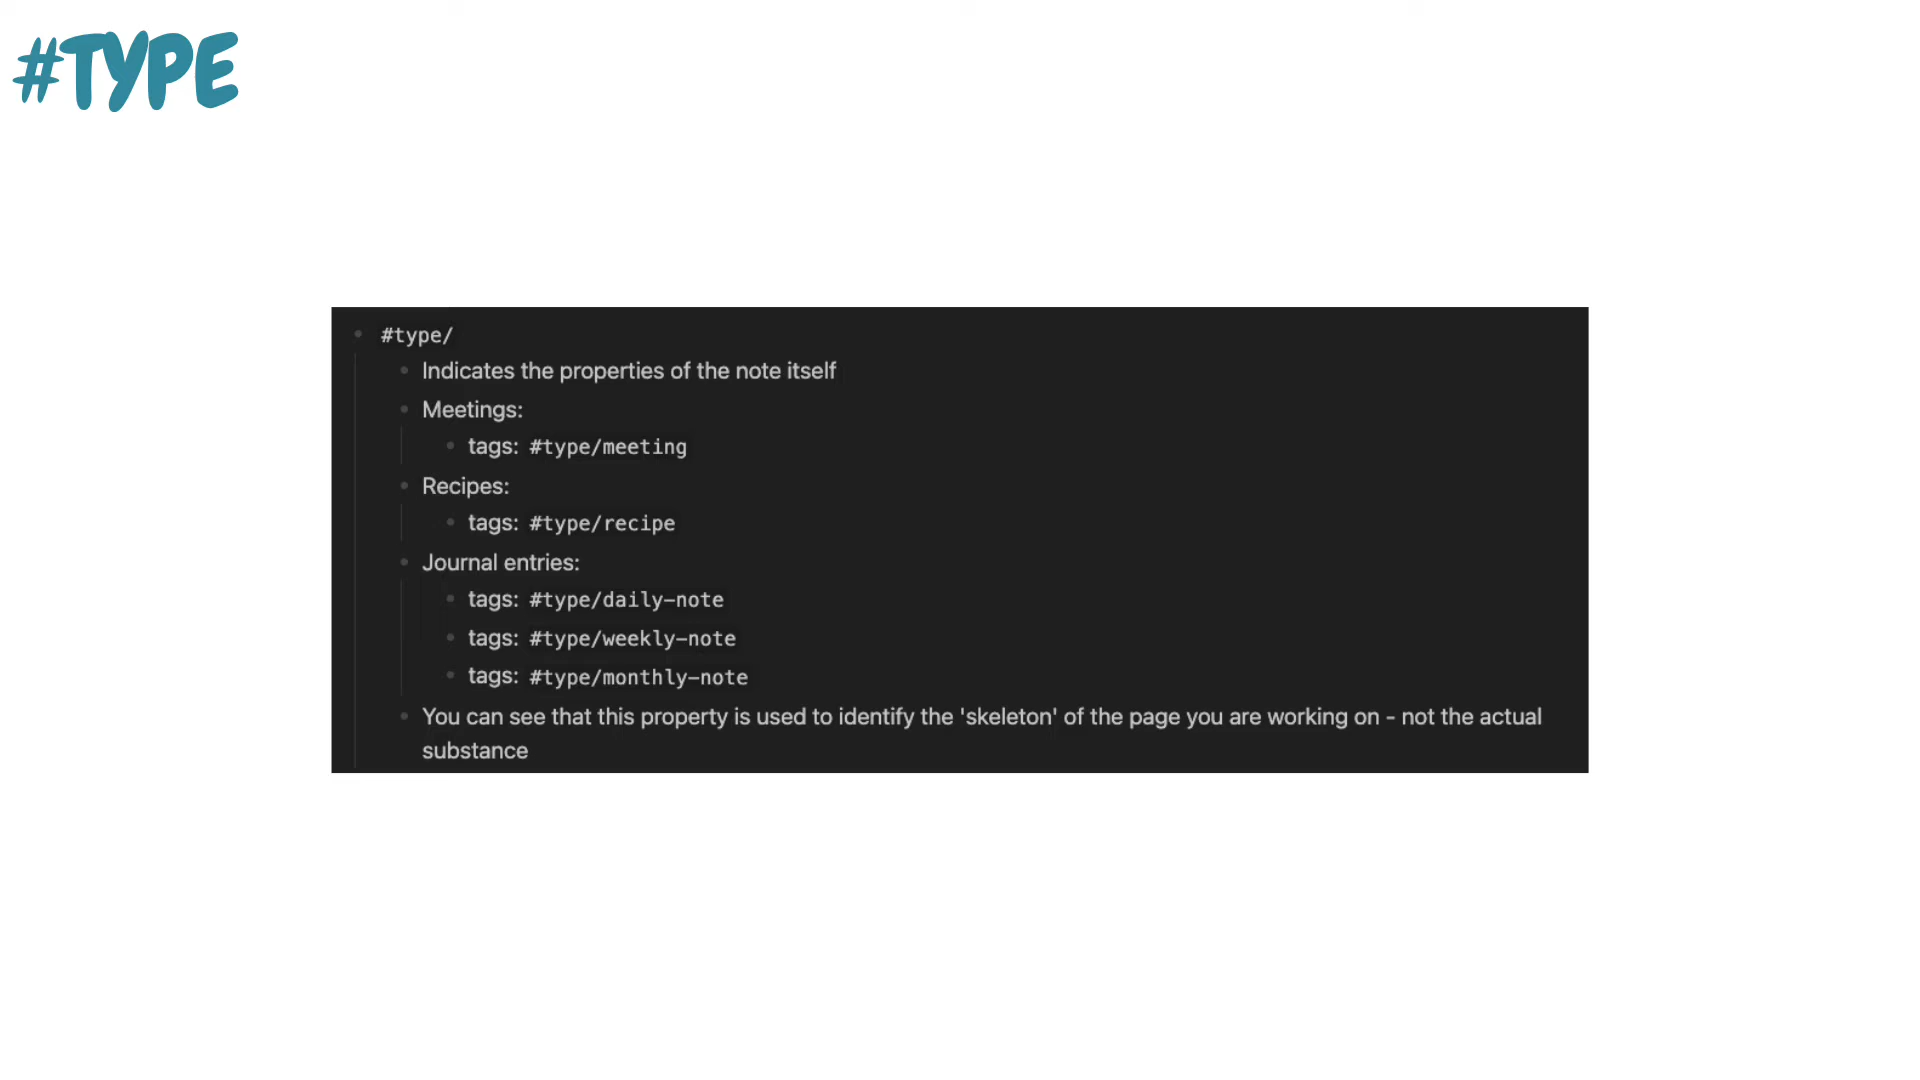 #TYPE
#type/
Indicates the properties of the note itself
Meetings:
tags: #type/meeting
Recipes:
tags: #type/recipe
Journal entries:
tags: #type/daily-note
tags: #type/weekly-note
tags: #type/monthly-note
You can see that this property is used to identify the 'skeleton' of the page you are working on - not the actual
substance